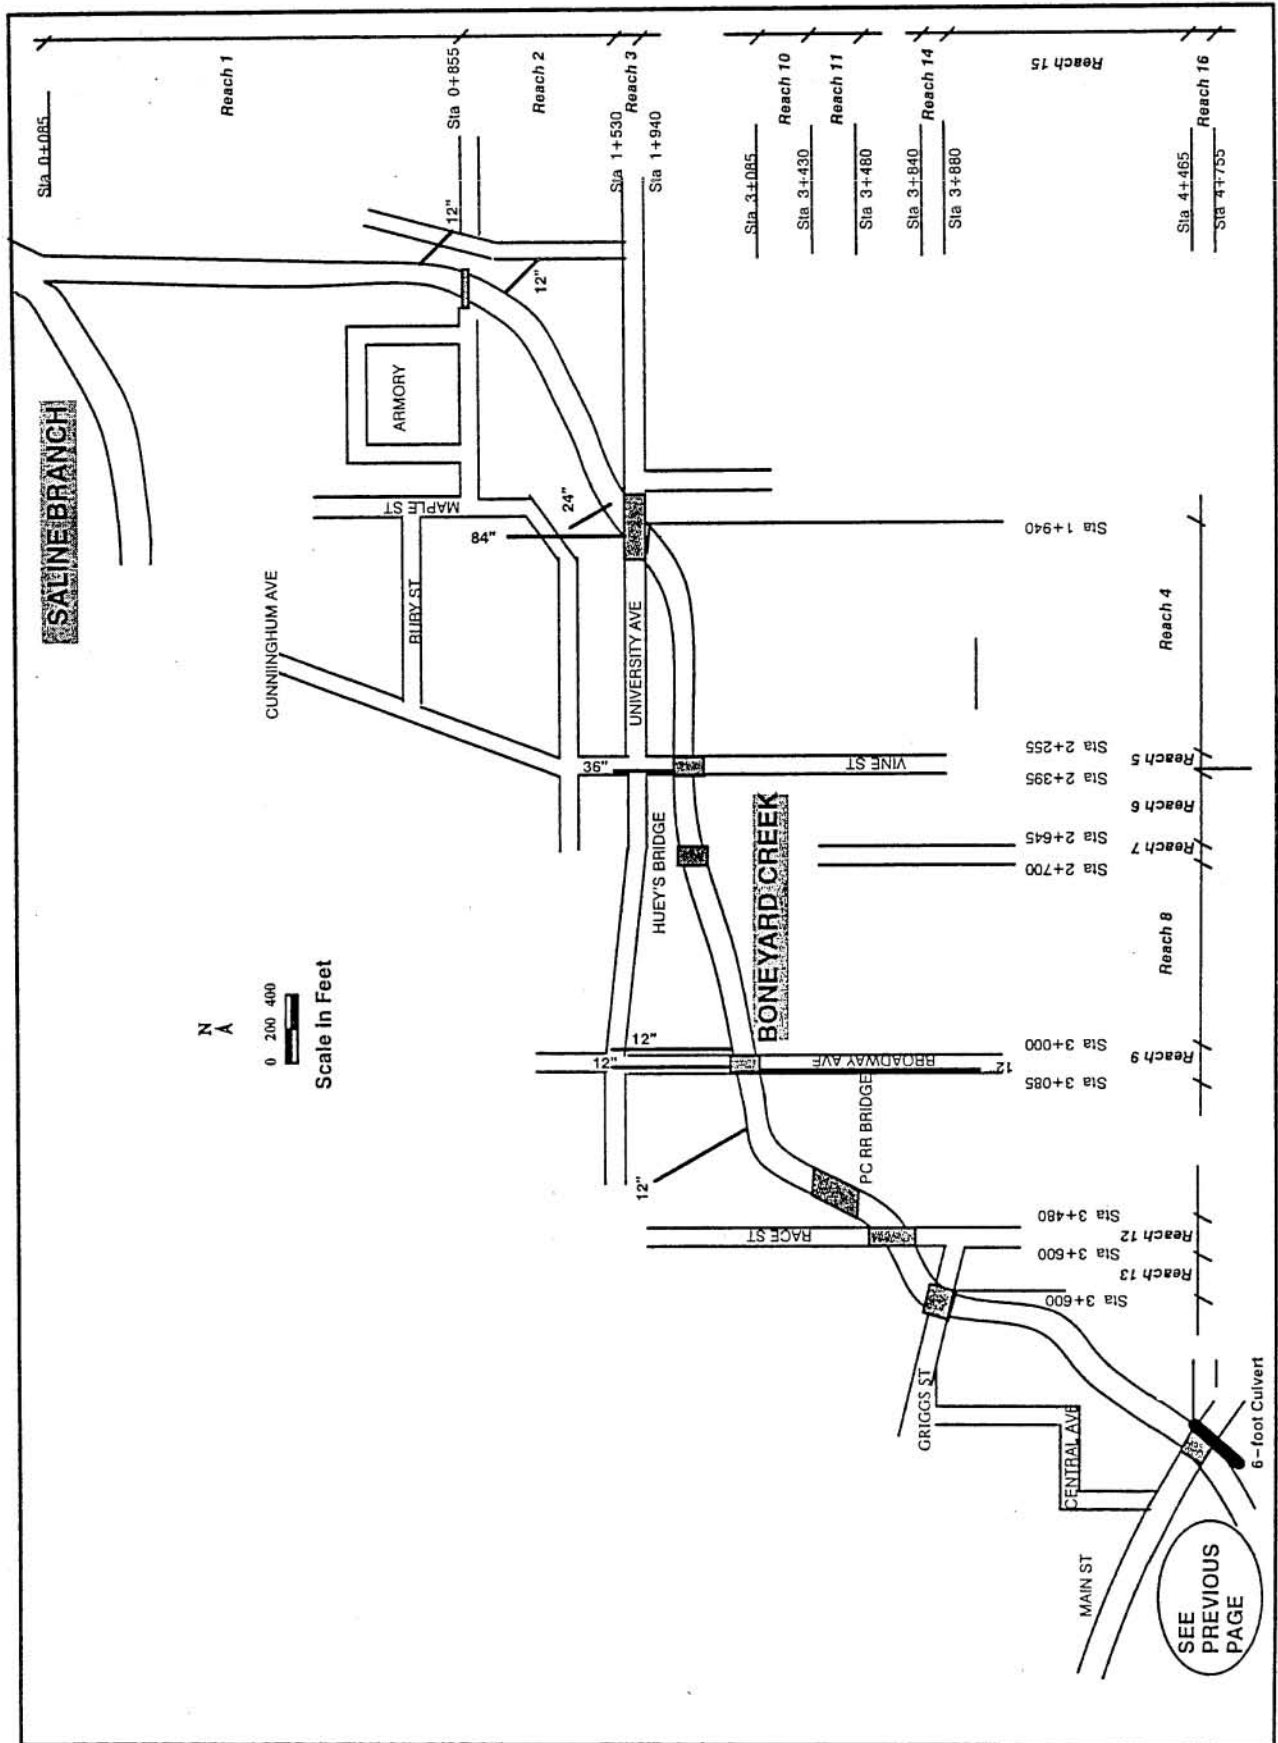 Sta 0+085
Reach 1
Sta 0+855
Reach 2
Sta 1+530
Reach 3
Sta 1+940
Sta 3+085
Reach 10
Sta 3+430
Reach 11
Sta 3+480
Sta 3+840
Reach 14
Sta 3+880
Reach 15
Sta 4+465
Reach 16
Sta 4+755
SALINE BRANCH
12"
12"
ARMORY
MAPLE ST
24"
84"
CUNNIINGHUM AVE
RUBY ST
UNIVERSITY AVE
36"
VINE ST
HUEY'S BRIDGE
BONEYARD CREEK
N
A
0 200 400
Scale in Feet
12"
12"
BROADWAY AVE
12"
12"
PC RR BRIDGE
RACE ST
GRIGGS ST
CENTRAL AVE
MAIN ST
6-foot Culvert
SEE
PREVIOUS
PAGE
Sta 1+940
Reach 4
Sta 2+255
Reach 5
Sta 2+395
Reach 6
Sta 2+645
Reach 7
Sta 2+700
Reach 8
Sta 3+000
Reach 9
Sta 3+085
Sta 3+480
Reach 12
Sta 3+600
Reach 13
Sta 3+600